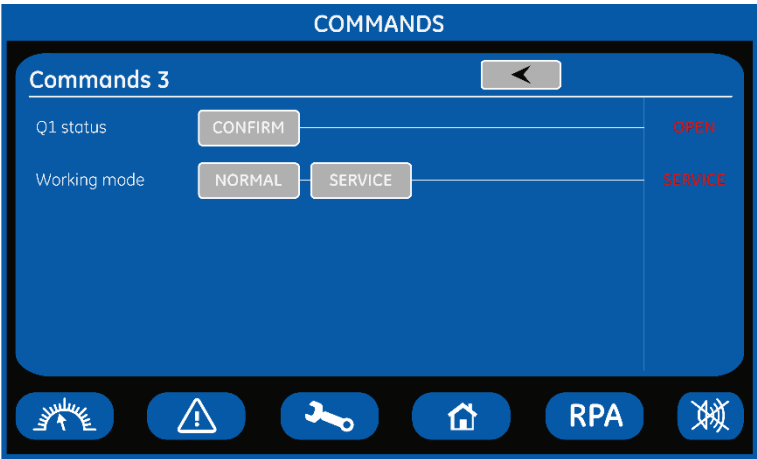 COMMANDS
Commands 3
Q1 status CONFIRM OPEN
Working mode NORMAL SERVICE SERVICE
RPA